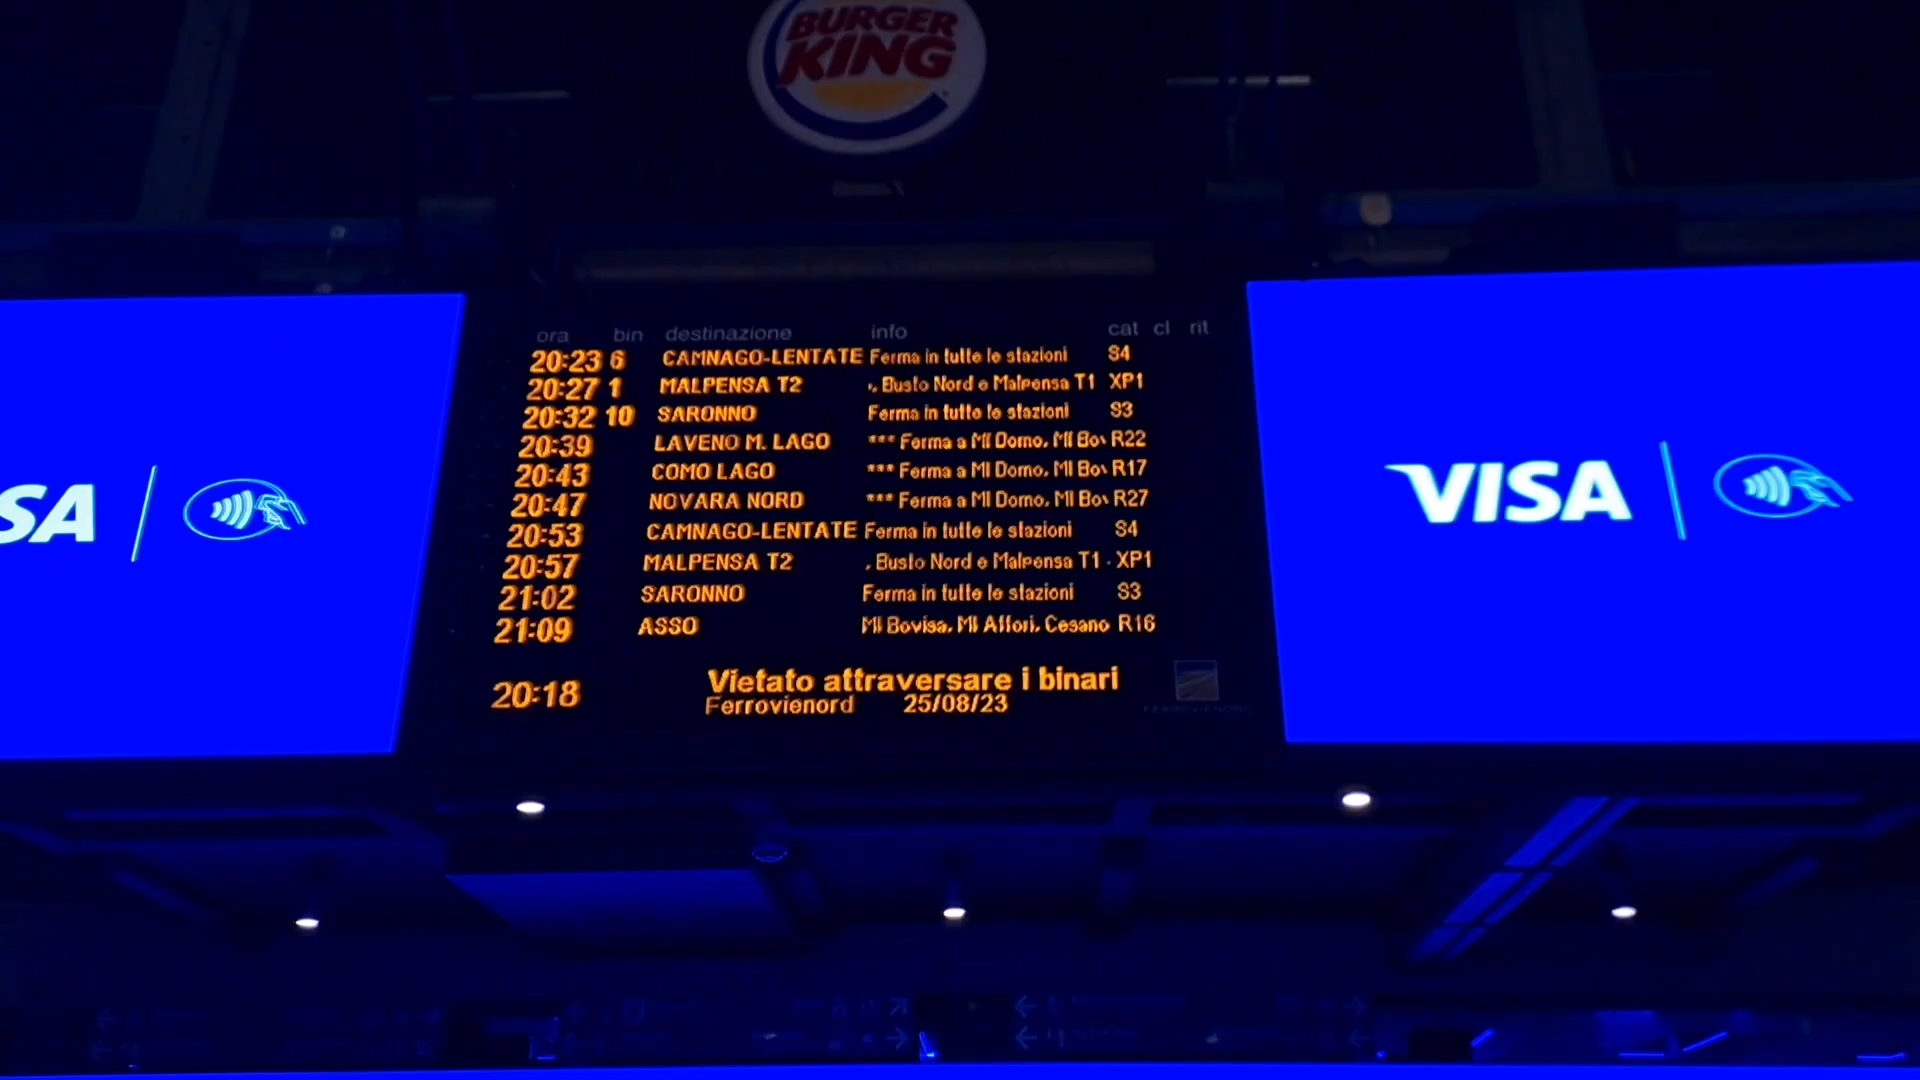 BURGER
KING
ora bin destinazione info cat cl rit
20:23 6 CAMNAGO-LENTATE Ferma in tutte le stazioni S4
20:27 1 MALPENSA T2 , Busto Nord e Malpensa T1 XP1
20:32 10 SARONNO Ferma in tutte le stazioni S3
20:39 LAVENO M. LAGO *** Ferma a MI Domo, MI Bov R22
20:43 COMO LAGO *** Ferma a MI Domo, MI Bov R17
20:47 NOVARA NORD *** Ferma a MI Domo, MI Bov R27
20:53 CAMNAGO-LENTATE Ferma in tutte le stazioni S4
20:57 MALPENSA T2 , Busto Nord e Malpensa T1 - XP1
21:02 SARONNO Ferma in tutte le stazioni S3
21:09 ASSO MI Bovisa, MI Affori, Cesano R16
20:18 Vietato attraversare i binari
Ferrovienord 25/08/23
FERROVIENORD
SA
VISA